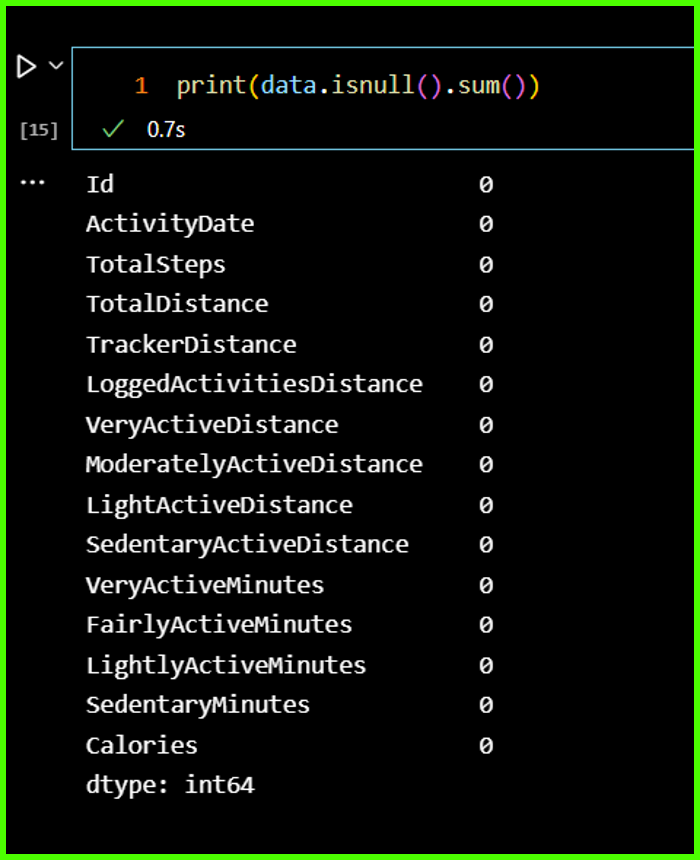 1 print(data.isnull().sum())
[15] 0.7s
Id 0
ActivityDate 0
TotalSteps 0
TotalDistance 0
TrackerDistance 0
LoggedActivitiesDistance 0
VeryActiveDistance 0
ModeratelyActiveDistance 0
LightActiveDistance 0
SedentaryActiveDistance 0
VeryActiveMinutes 0
FairlyActiveMinutes 0
LightlyActiveMinutes 0
SedentaryMinutes 0
Calories 0
dtype: int64